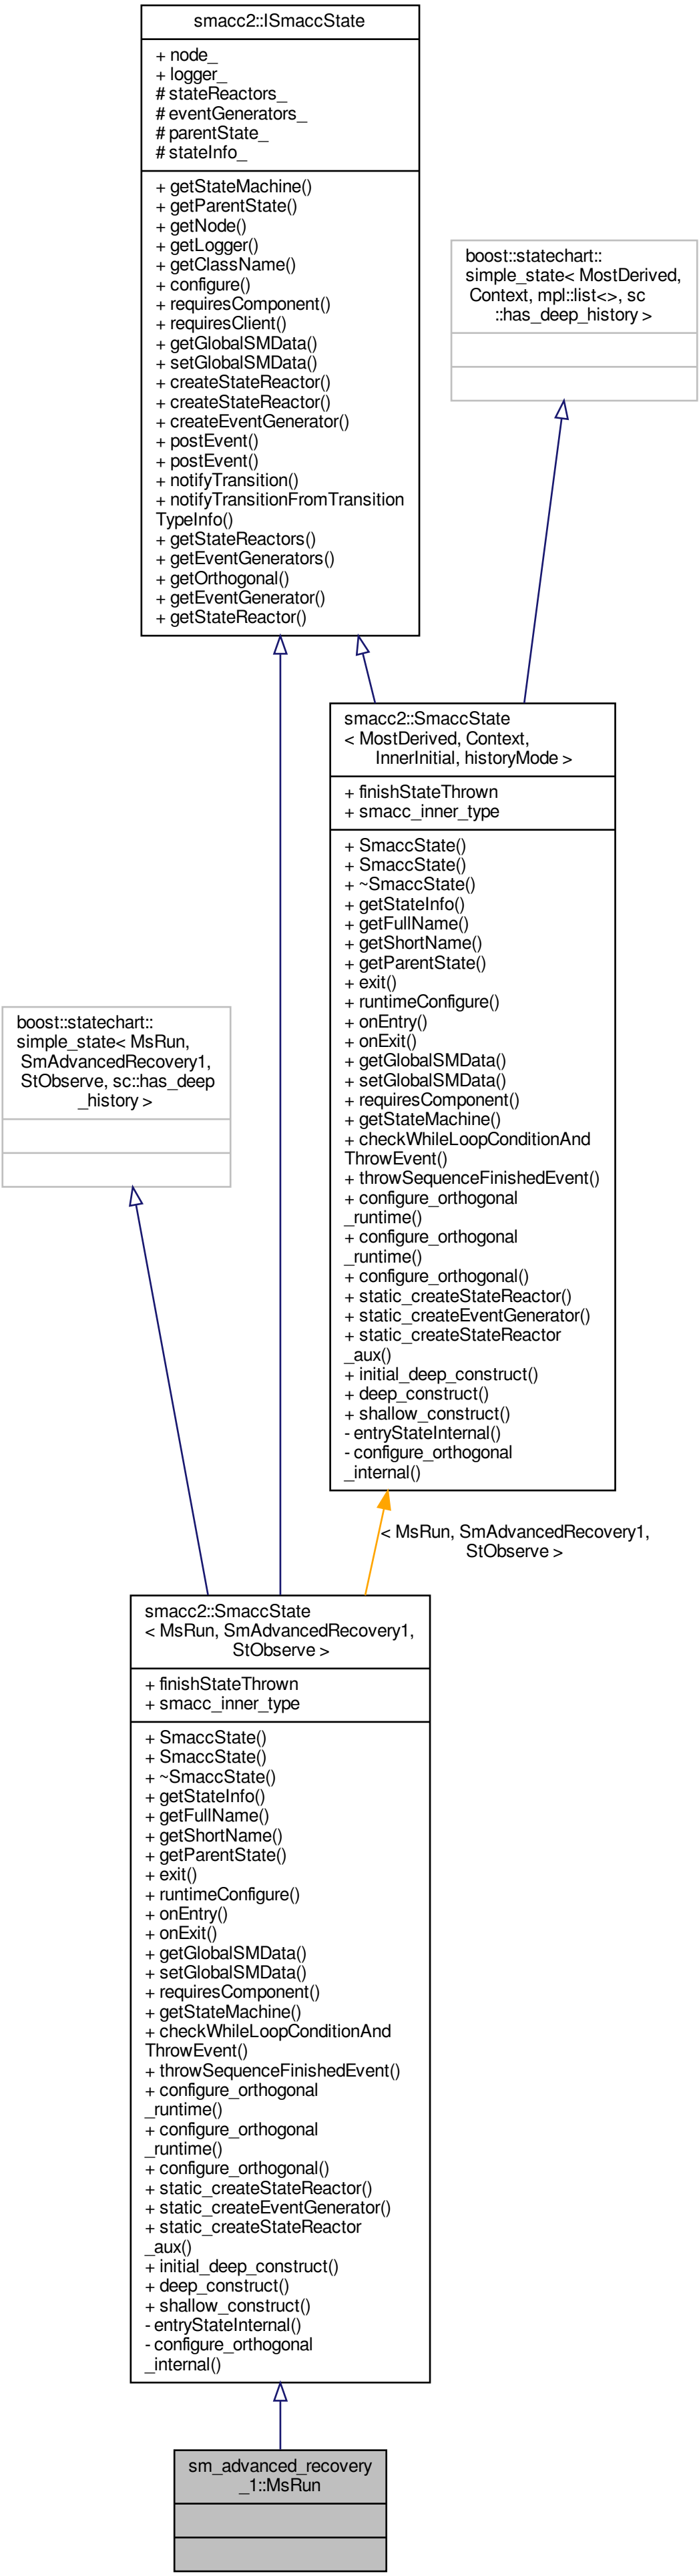 smacc2::ISmaccState
+ node_
+ logger_
# stateReactors_
# eventGenerators_
# parentState_
# stateInfo_
+ getStateMachine()
+ getParentState()
+ getNode()
+ getLogger()
+ getClassName()
+ configure()
+ requiresComponent()
+ requiresClient()
+ getGlobalSMData()
+ setGlobalSMData()
+ createStateReactor()
+ createStateReactor()
+ createEventGenerator()
+ postEvent()
+ postEvent()
+ notifyTransition()
+ notifyTransitionFromTransition
TypeInfo()
+ getStateReactors()
+ getEventGenerators()
+ getOrthogonal()
+ getEventGenerator()
+ getStateReactor()
boost::statechart::
simple_state< MostDerived,
Context, mpl::list<>, sc
::has_deep_history >
smacc2::SmaccState
< MostDerived, Context,
InnerInitial, historyMode >
+ finishStateThrown
+ smacc_inner_type
+ SmaccState()
+ SmaccState()
+ ~SmaccState()
+ getStateInfo()
+ getFullName()
+ getShortName()
+ getParentState()
+ exit()
+ runtimeConfigure()
+ onEntry()
+ onExit()
+ getGlobalSMData()
+ setGlobalSMData()
+ requiresComponent()
+ getStateMachine()
+ checkWhileLoopConditionAnd
ThrowEvent()
+ throwSequenceFinishedEvent()
+ configure_orthogonal
_runtime()
+ configure_orthogonal
_runtime()
+ configure_orthogonal()
+ static_createStateReactor()
+ static_createEventGenerator()
+ static_createStateReactor
_aux()
+ initial_deep_construct()
+ deep_construct()
+ shallow_construct()
- entryStateInternal()
- configure_orthogonal
_internal()
boost::statechart::
simple_state< MsRun,
SmAdvancedRecovery1,
StObserve, sc::has_deep
_history >
< MsRun, SmAdvancedRecovery1,
StObserve >
smacc2::SmaccState
< MsRun, SmAdvancedRecovery1,
StObserve >
+ finishStateThrown
+ smacc_inner_type
+ SmaccState()
+ SmaccState()
+ ~SmaccState()
+ getStateInfo()
+ getFullName()
+ getShortName()
+ getParentState()
+ exit()
+ runtimeConfigure()
+ onEntry()
+ onExit()
+ getGlobalSMData()
+ setGlobalSMData()
+ requiresComponent()
+ getStateMachine()
+ checkWhileLoopConditionAnd
ThrowEvent()
+ throwSequenceFinishedEvent()
+ configure_orthogonal
_runtime()
+ configure_orthogonal
_runtime()
+ configure_orthogonal()
+ static_createStateReactor()
+ static_createEventGenerator()
+ static_createStateReactor
_aux()
+ initial_deep_construct()
+ deep_construct()
+ shallow_construct()
- entryStateInternal()
- configure_orthogonal
_internal()
sm_advanced_recovery
_1::MsRun